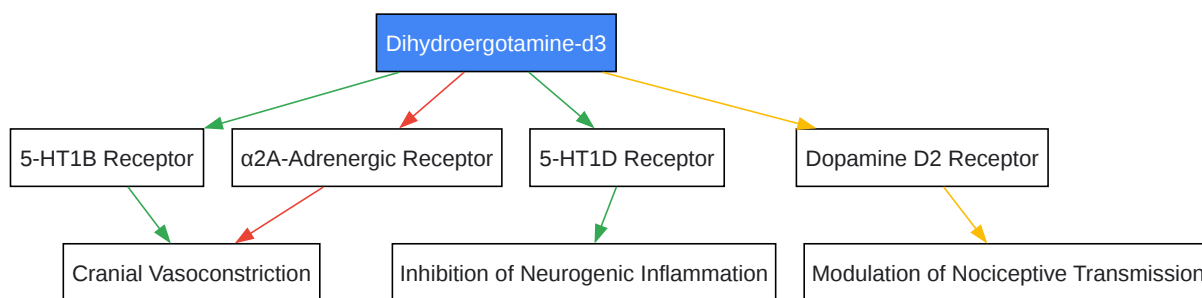 Dihydroergotamine-d3
5-HT1B Receptor
α2A-Adrenergic Receptor
5-HT1D Receptor
Dopamine D2 Receptor
Cranial Vasoconstriction
Inhibition of Neurogenic Inflammation
Modulation of Nociceptive Transmission